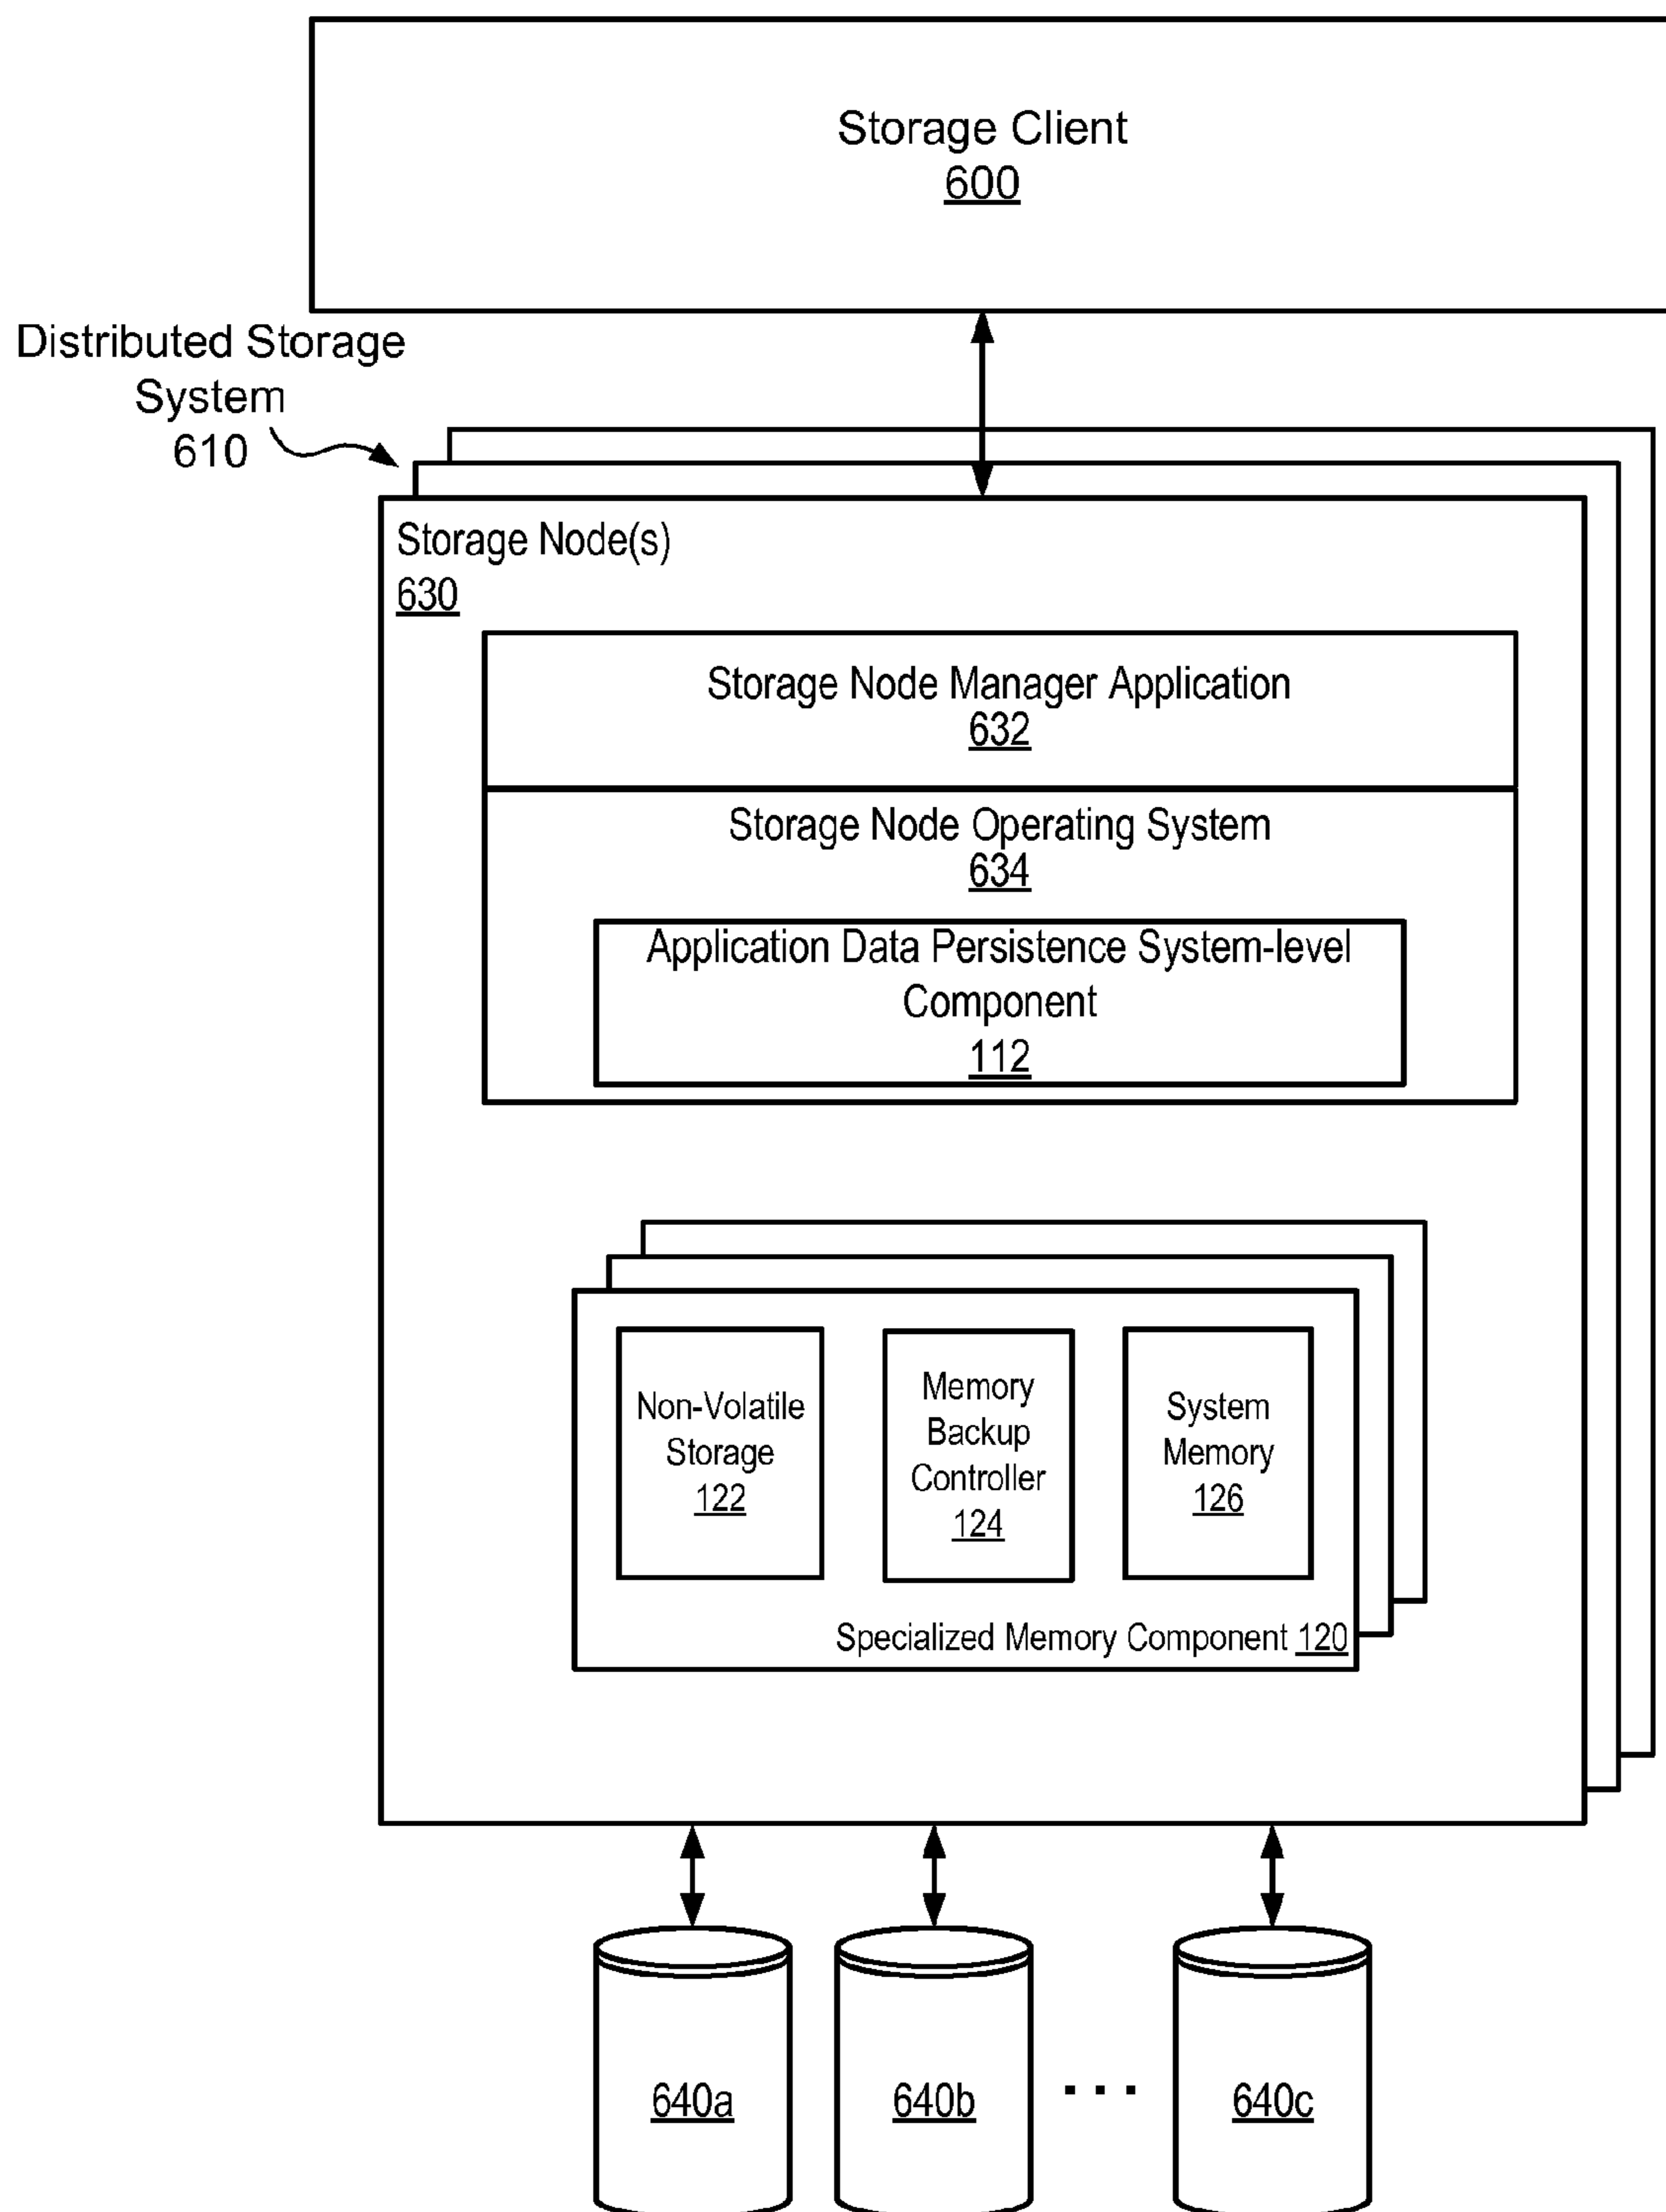 Storage Client
600
Distributed Storage
System
610
Storage Node(s)
630
Storage Node Manager Application
632
Storage Node Operating System
634
Application Data Persistence System-level
Component
112
Non-Volatile
Storage
122
Memory
Backup
Controller
124
System
Memory
126
Specialized Memory Component 120
640a
640b
. . .
640c